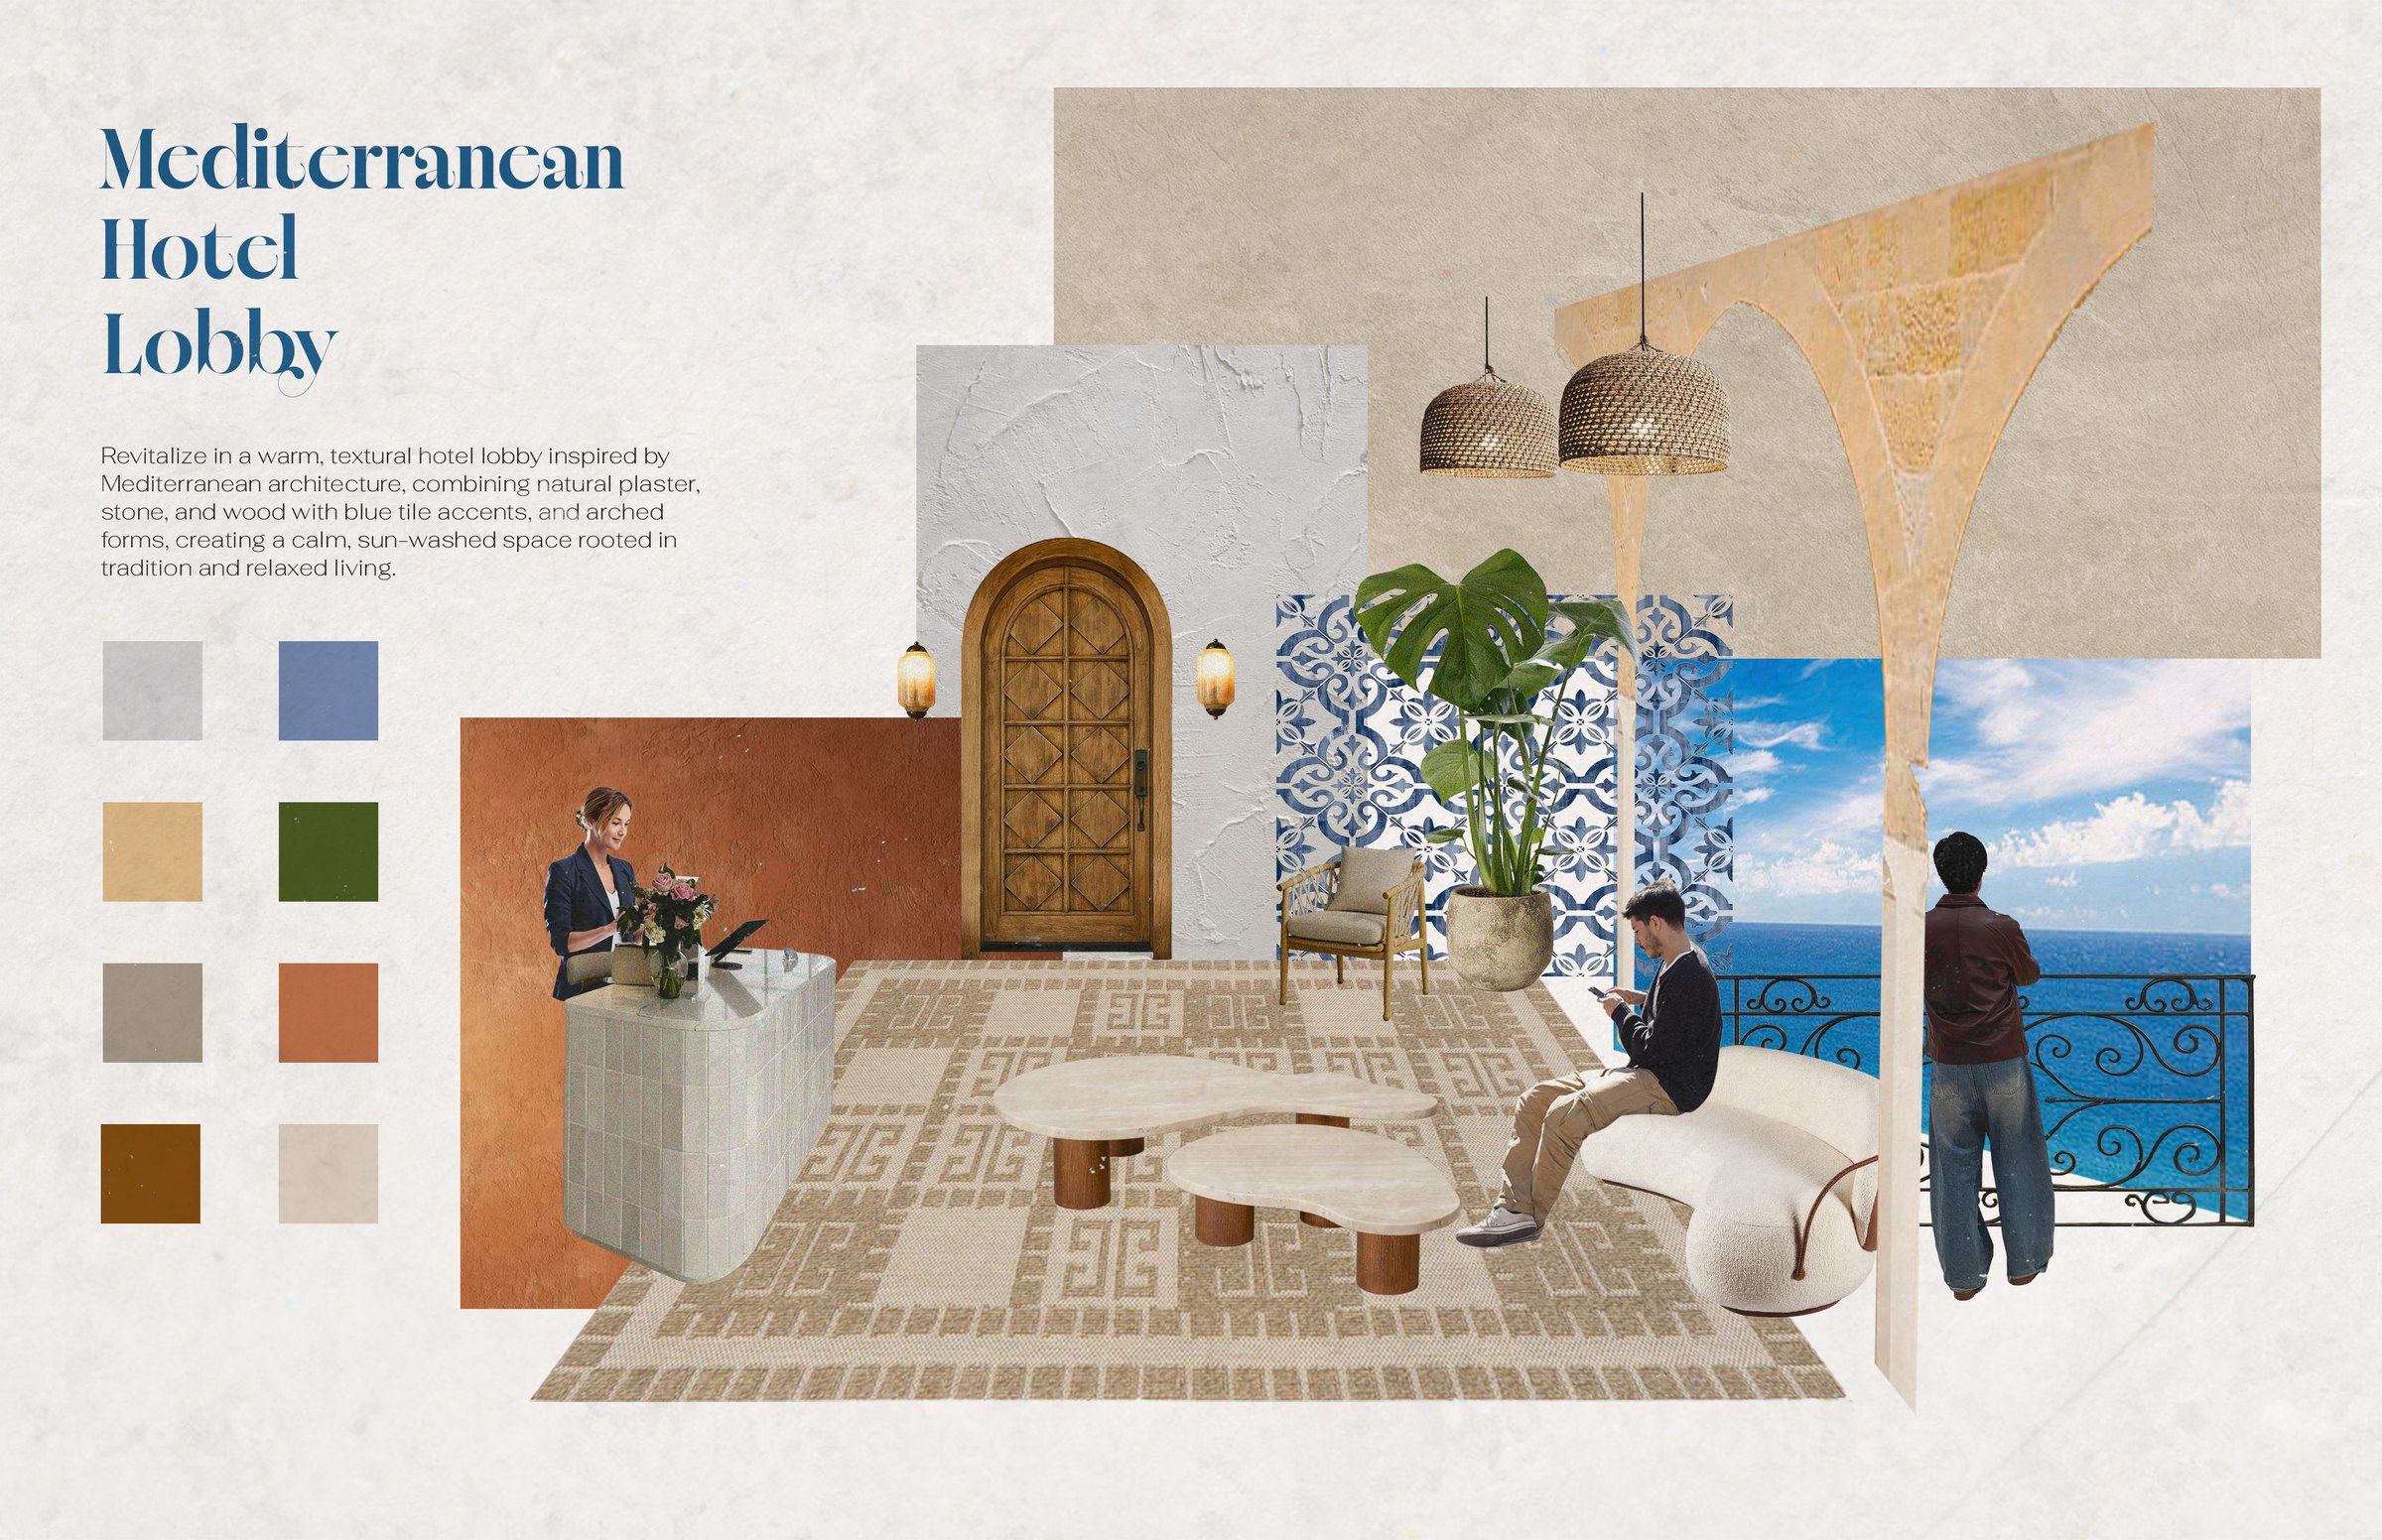 Mediterranean
Hotel
Lobby
Revitalize in a warm, textural hotel lobby inspired by
Mediterranean architecture, combining natural plaster,
stone, and wood with blue tile accents, and arched
forms, creating a calm, sun-washed space rooted in
tradition and relaxed living.